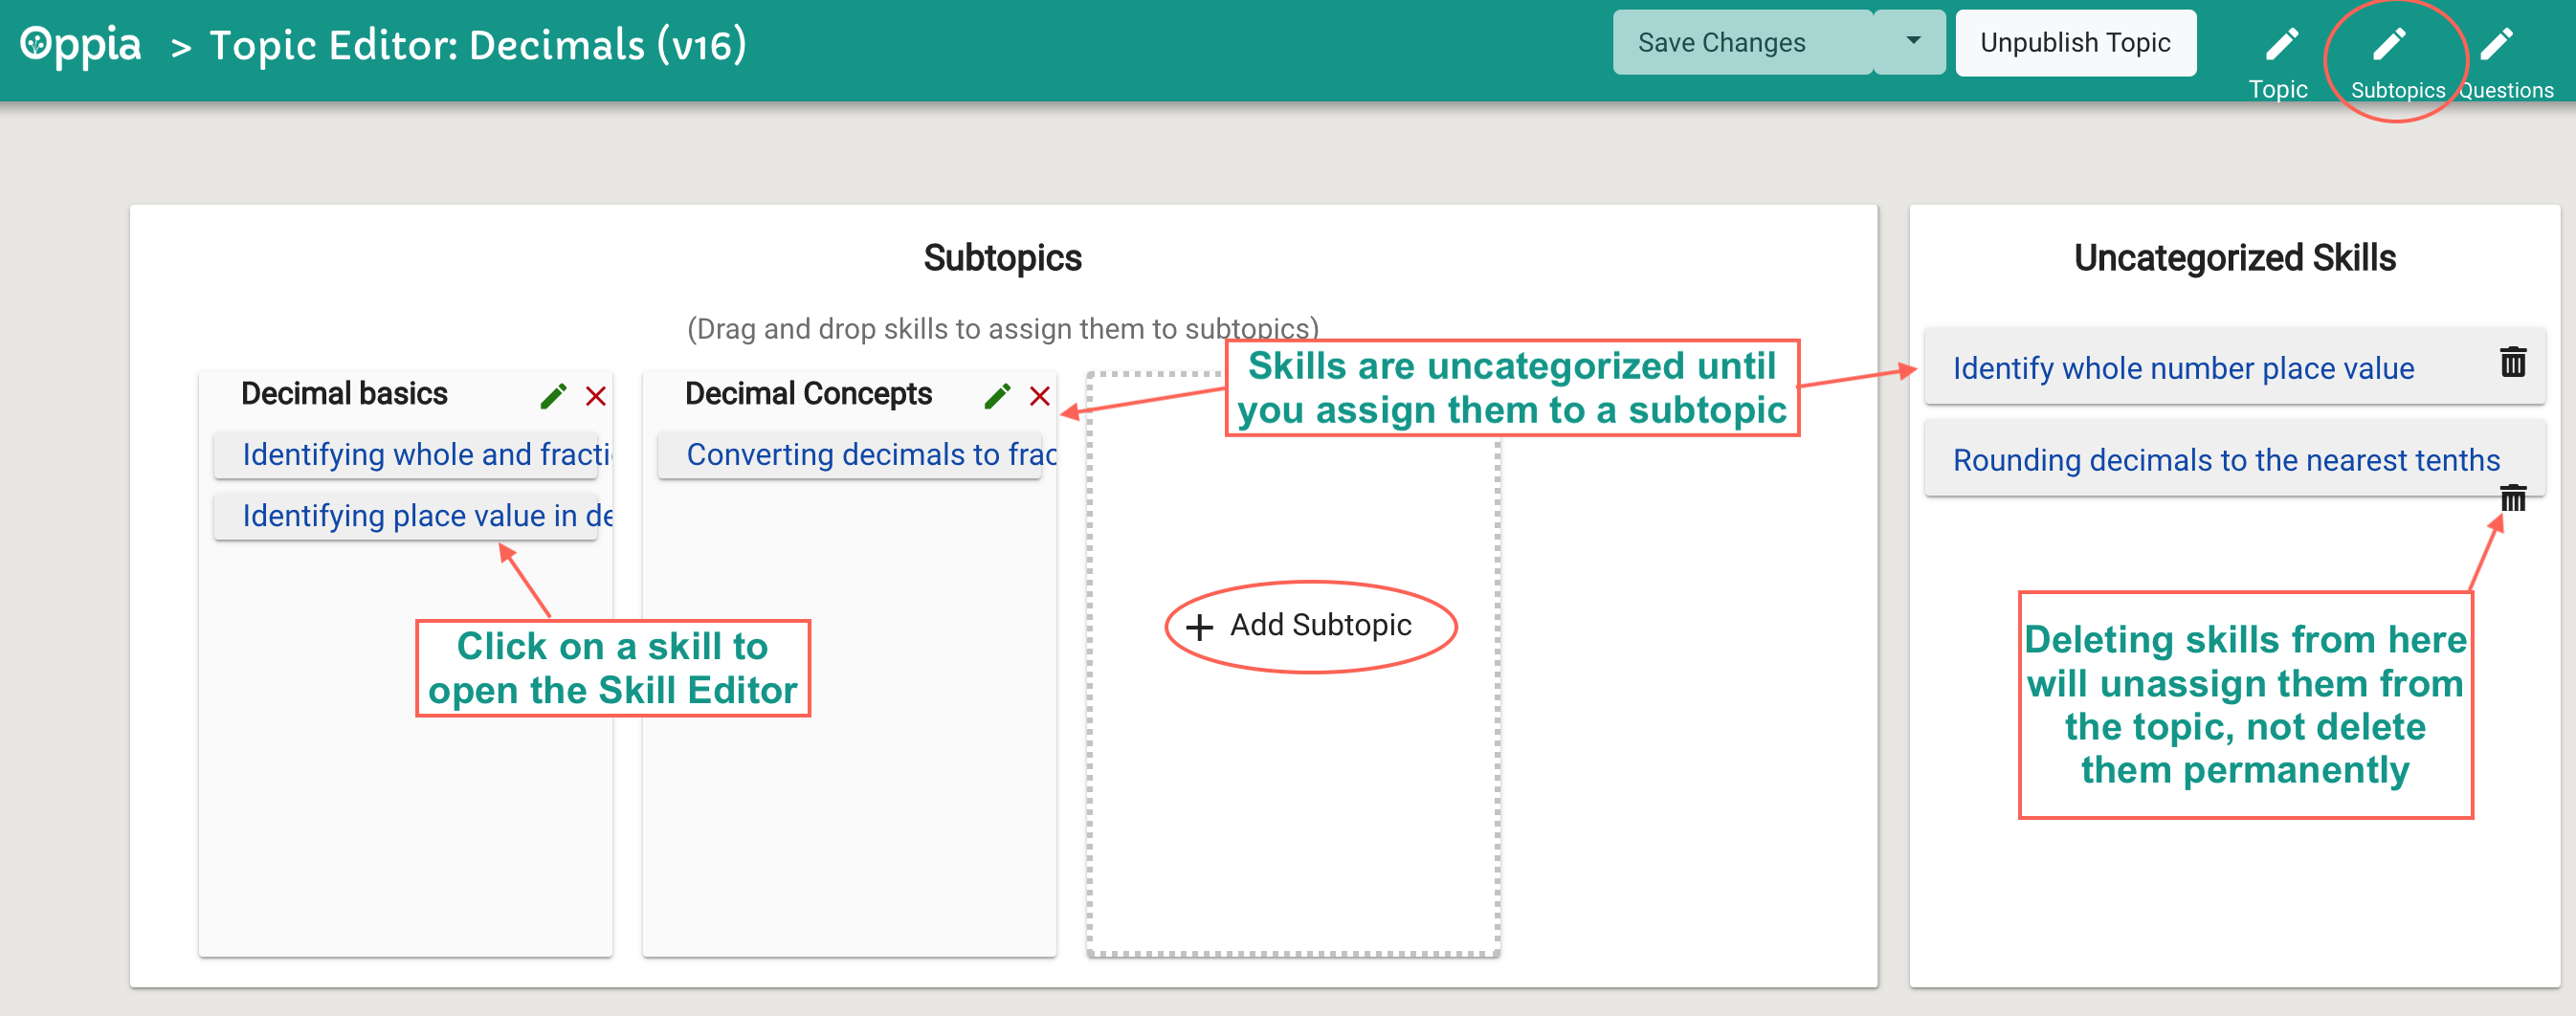 Oppia > Topic Editor: Decimals (v16)
Save Changes
Unpublish Topic
Topic
Subtopics
Questions
Subtopics
(Drag and drop skills to assign them to subtopics)
Decimal basics
Identifying whole and fracti
Identifying place value in de
Click on a skill to
open the Skill Editor
Decimal Concepts
Converting decimals to frac
Skills are uncategorized until
you assign them to a subtopic
+ Add Subtopic
Uncategorized Skills
Identify whole number place value
Rounding decimals to the nearest tenths
Deleting skills from here
will unassign them from
the topic, not delete
them permanently